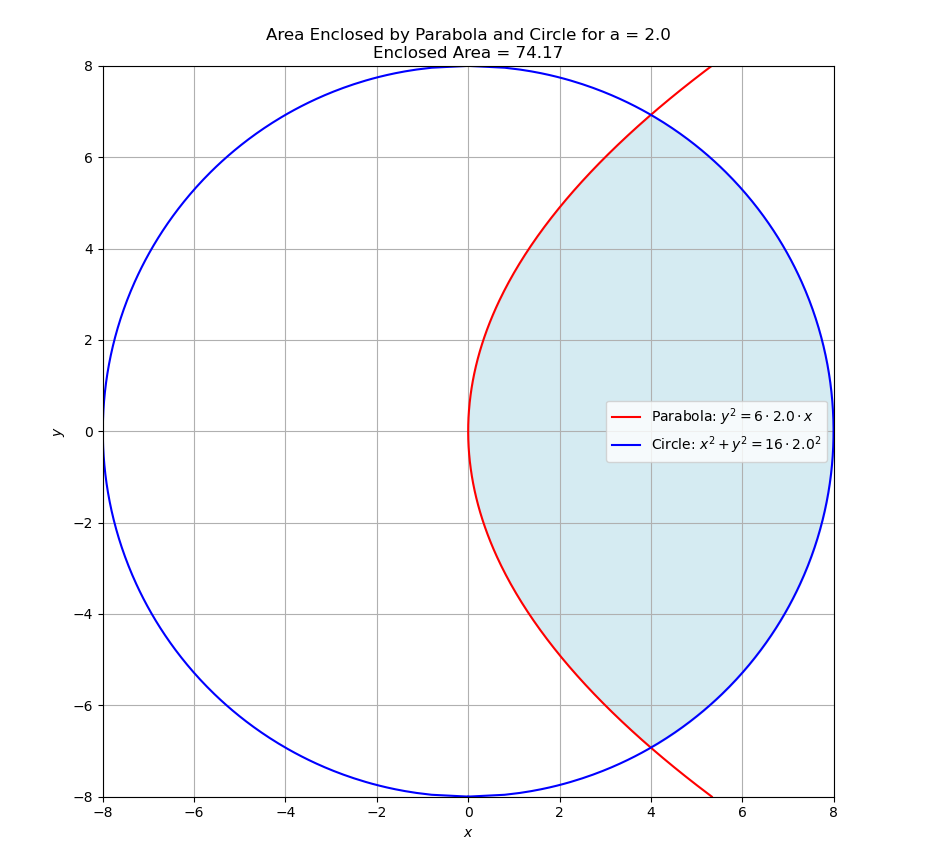 Area Enclosed by Parabola and Circle for a = 2.0
Enclosed Area = 74.17
8
6
4
2
0
−2
−4
−6
−8
y
Parabola: y² = 6 · 2.0 · x
Circle: x² + y² = 16 · 2.0²
−8 −6 −4 −2 0 2 4 6 8
x